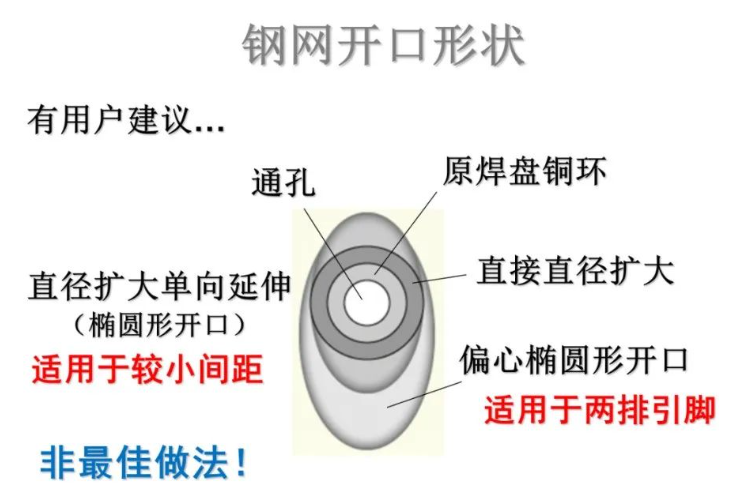 钢网开口形状
有用户建议...
通孔
原焊盘铜环
直径扩大单向延伸
（椭圆形开口）
适用于较小间距
直接直径扩大
偏心椭圆形开口
适用于两排引脚
非最佳做法！